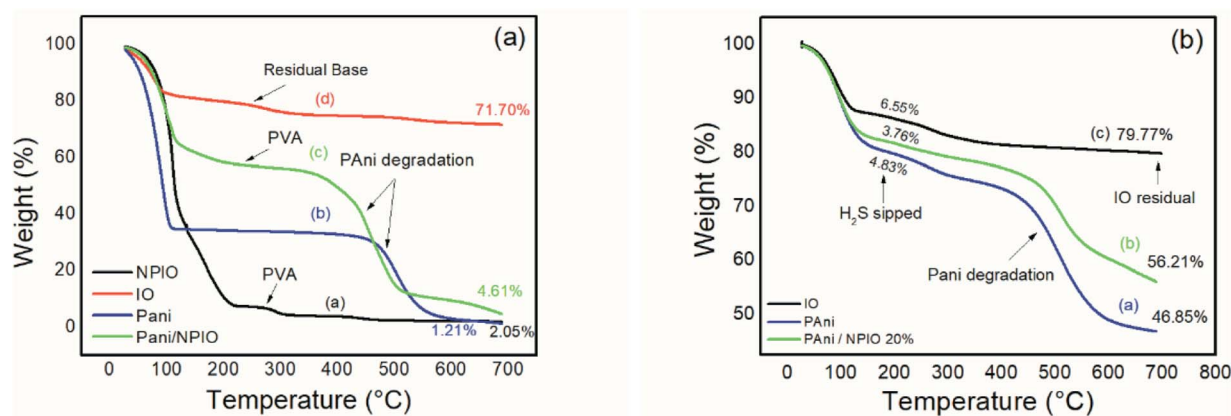 (a)
Weight (%)
100
80
60
40
20
0
Residual Base
(d)
71.70%
PVA
(c)
PAni degradation
(b)
PVA
(a)
4.61%
1.21%
2.05%
NPIO
IO
Pani
Pani/NPIO
0 100 200 300 400 500 600 700
Temperature (°C)
(b)
Weight (%)
100
90
80
70
60
50
6.55%
3.76%
4.83%
(c) 79.77%
H2S sipped
IO residual
Pani degradation
(b)
56.21%
(a)
46.85%
IO
PAni
PAni / NPIO 20%
0 100 200 300 400 500 600 700 800
Temperature (°C)